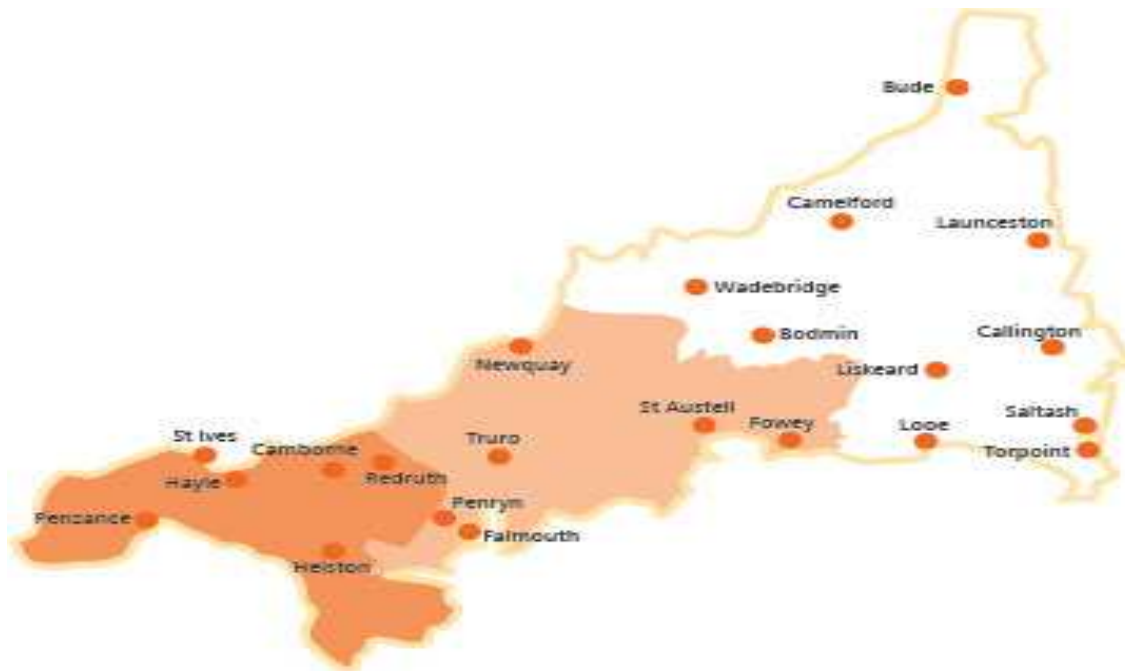 Bude
Camelford
Launceston
Wadebridge
Bodmin
Callington
Newquay
Liskeard
St Austell
Fowey
Looe
Saltash
St Ives
Camborne
Truro
Torpoint
Hayle
Redruth
Penryn
Penzance
Falmouth
Helston